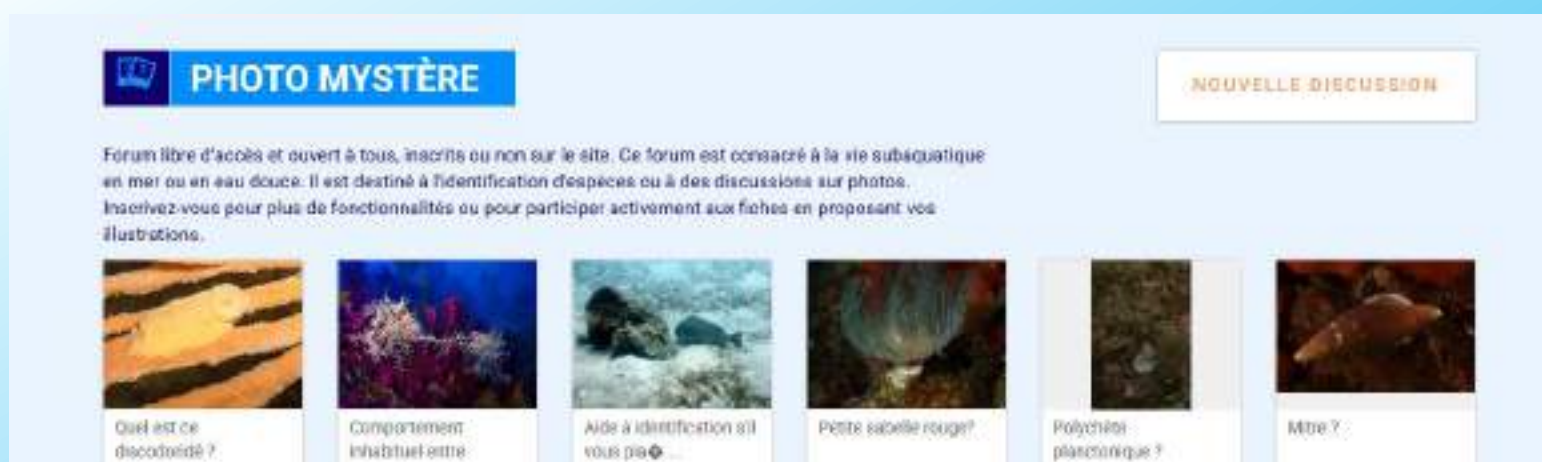 PHOTO MYSTÈRE
NOUVELLE DISCUSSION
Forum libre d'accès et ouvert à tous, inscrits ou non sur le site. Ce forum est consacré à la vie subaquatique
en mer ou en eau douce. Il est destiné à l'identification d'espèces ou à des discussions sur photos.
Inscrivez-vous pour plus de fonctionnalités ou pour participer activement aux fiches en proposant vos
illustrations.
Quel est ce
discodoridé ?
Comportement
inhabituel entre
Aide à identification s'il
vous pla� ...
Petite sabelle rouge?
Polychète
planctonique ?
Mitre ?